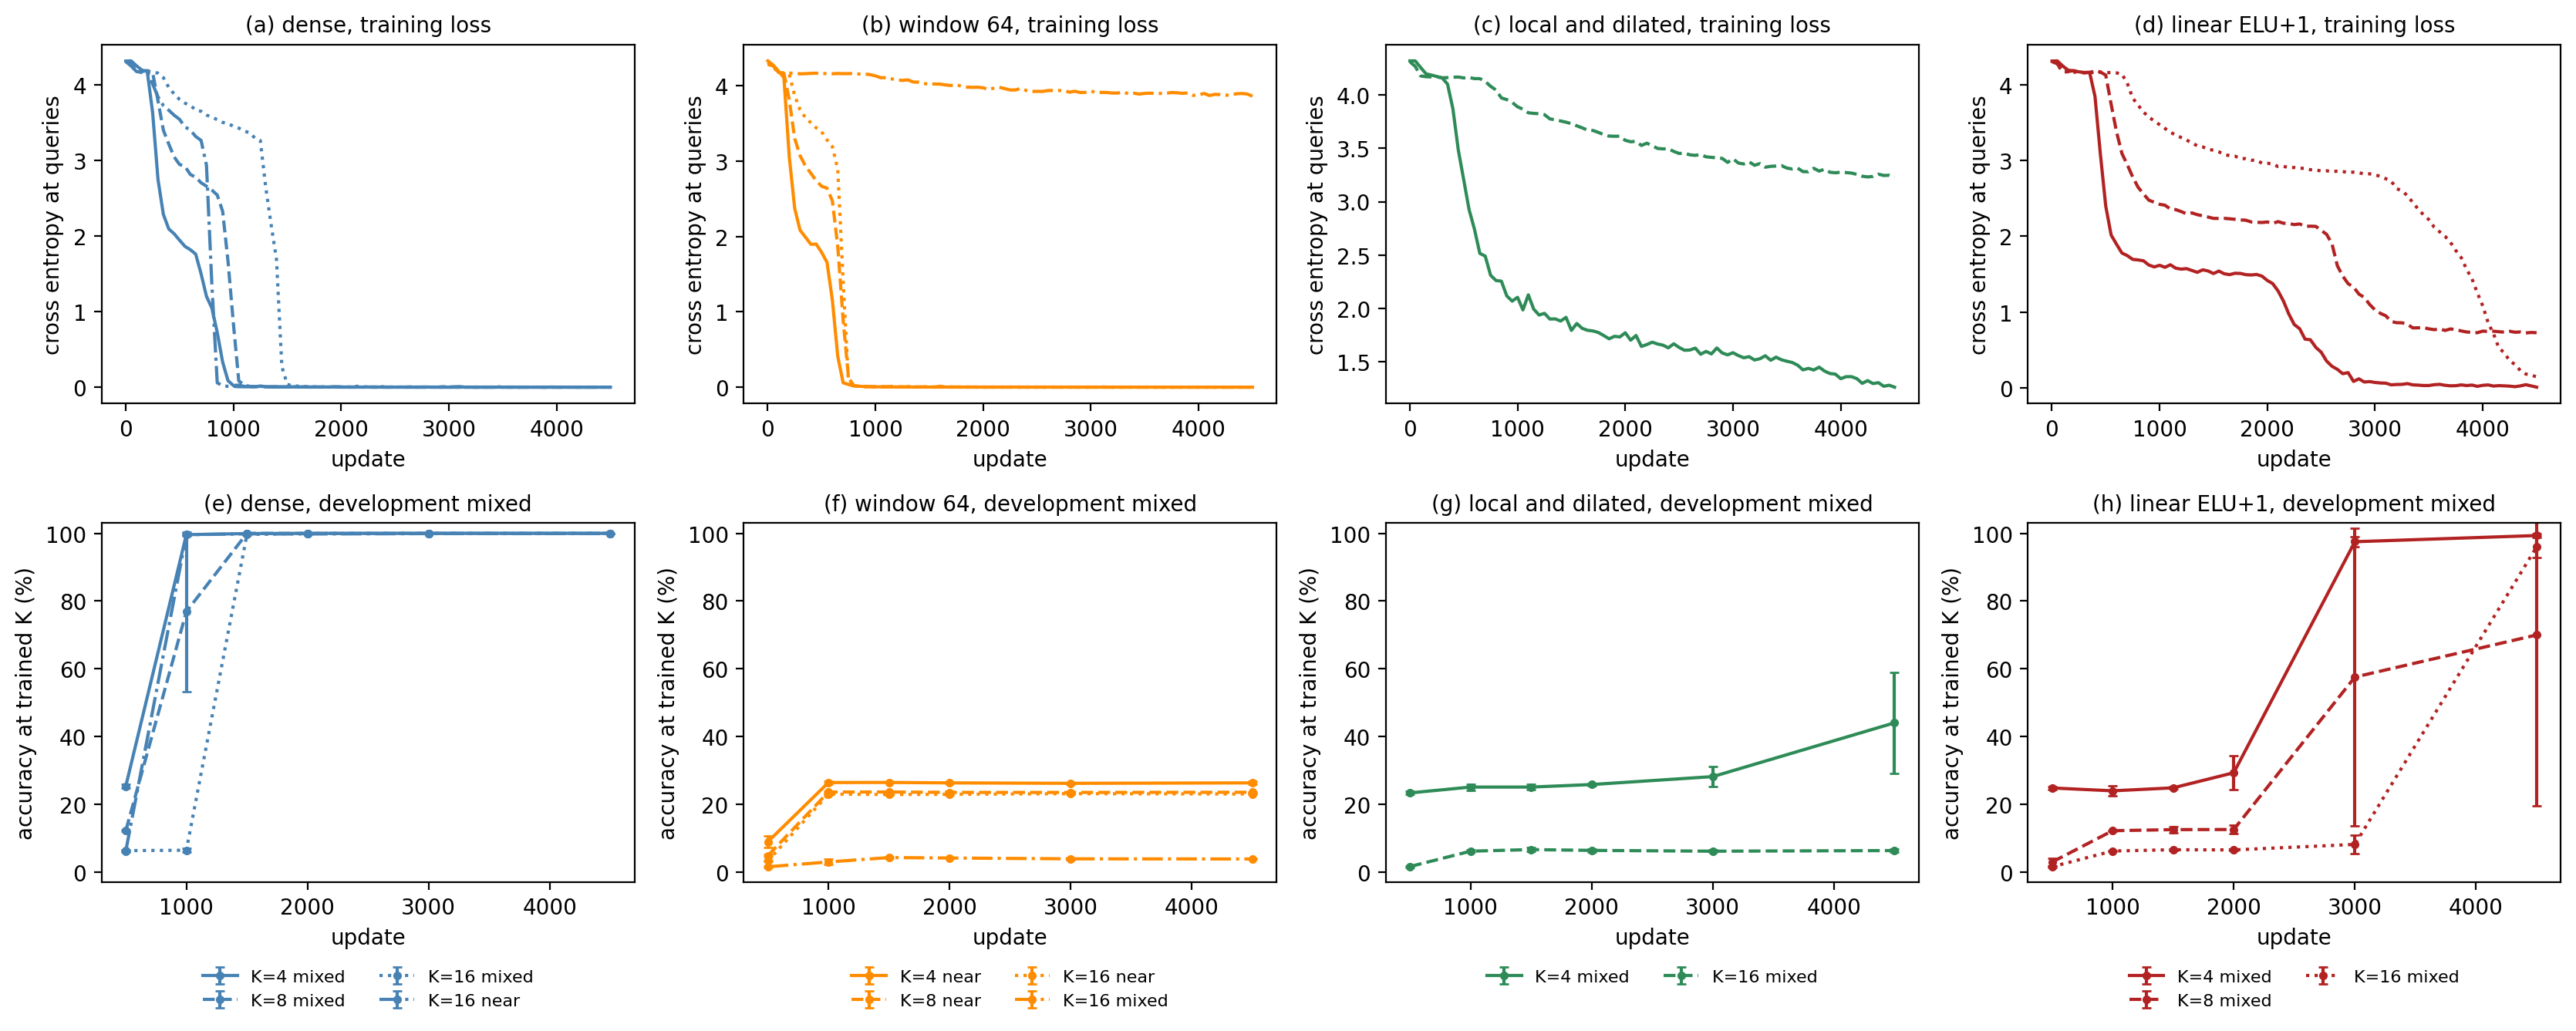 (a) dense, training loss
cross entropy at queries
4
3
2
1
0
0 1000 2000 3000 4000
update
(b) window 64, training loss
cross entropy at queries
4
3
2
1
0
0 1000 2000 3000 4000
update
(c) local and dilated, training loss
cross entropy at queries
4.0
3.5
3.0
2.5
2.0
1.5
0 1000 2000 3000 4000
update
(d) linear ELU+1, training loss
cross entropy at queries
4
3
2
1
0
0 1000 2000 3000 4000
update
(e) dense, development mixed
accuracy at trained K (%)
100
80
60
40
20
0
1000 2000 3000 4000
update
K=4 mixed
K=8 mixed
K=16 mixed
K=16 near
(f) window 64, development mixed
accuracy at trained K (%)
100
80
60
40
20
0
1000 2000 3000 4000
update
K=4 near
K=8 near
K=16 near
K=16 mixed
(g) local and dilated, development mixed
accuracy at trained K (%)
100
80
60
40
20
0
1000 2000 3000 4000
update
K=4 mixed
K=16 mixed
(h) linear ELU+1, development mixed
accuracy at trained K (%)
100
80
60
40
20
0
1000 2000 3000 4000
update
K=4 mixed
K=8 mixed
K=16 mixed